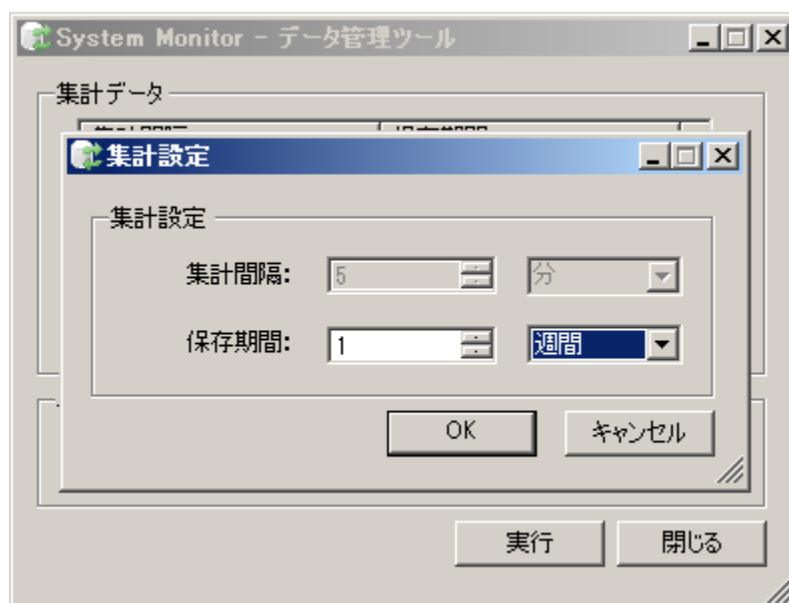 System Monitor - データ管理ツール
集計データ
集計設定
集計設定
集計間隔: 5 分
保存期間: 1 週間
OK キャンセル
実行 閉じる